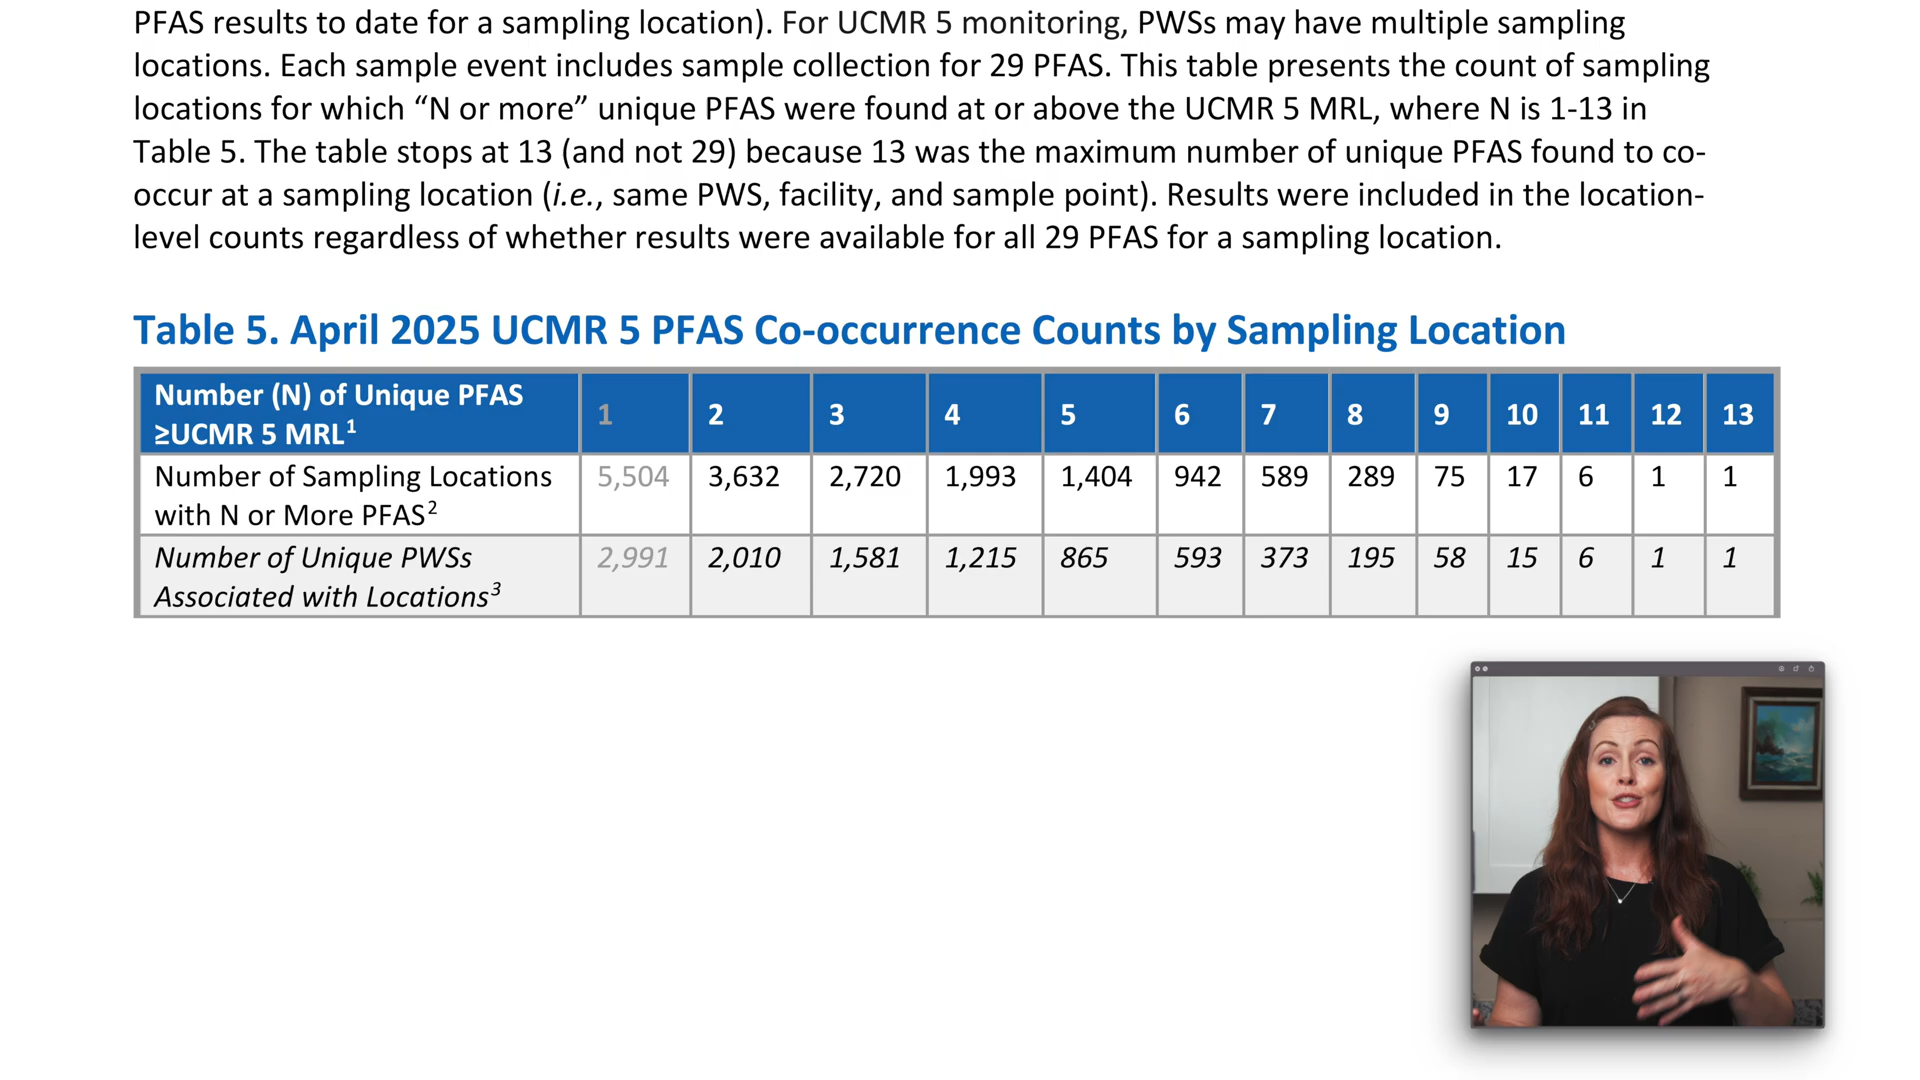 PFAS results to date for a sampling location). For UCMR 5 monitoring, PWSs may have multiple sampling
locations. Each sample event includes sample collection for 29 PFAS. This table presents the count of sampling
locations for which “N or more” unique PFAS were found at or above the UCMR 5 MRL, where N is 1-13 in
Table 5. The table stops at 13 (and not 29) because 13 was the maximum number of unique PFAS found to co-
occur at a sampling location (i.e., same PWS, facility, and sample point). Results were included in the location-
level counts regardless of whether results were available for all 29 PFAS for a sampling location.
Table 5. April 2025 UCMR 5 PFAS Co-occurrence Counts by Sampling Location
Number (N) of Unique PFAS
≥UCMR 5 MRL¹ 1 2 3 4 5 6 7 8 9 10 11 12 13
Number of Sampling Locations
with N or More PFAS² 5,504 3,632 2,720 1,993 1,404 942 589 289 75 17 6 1 1
Number of Unique PWSs
Associated with Locations³ 2,991 2,010 1,581 1,215 865 593 373 195 58 15 6 1 1